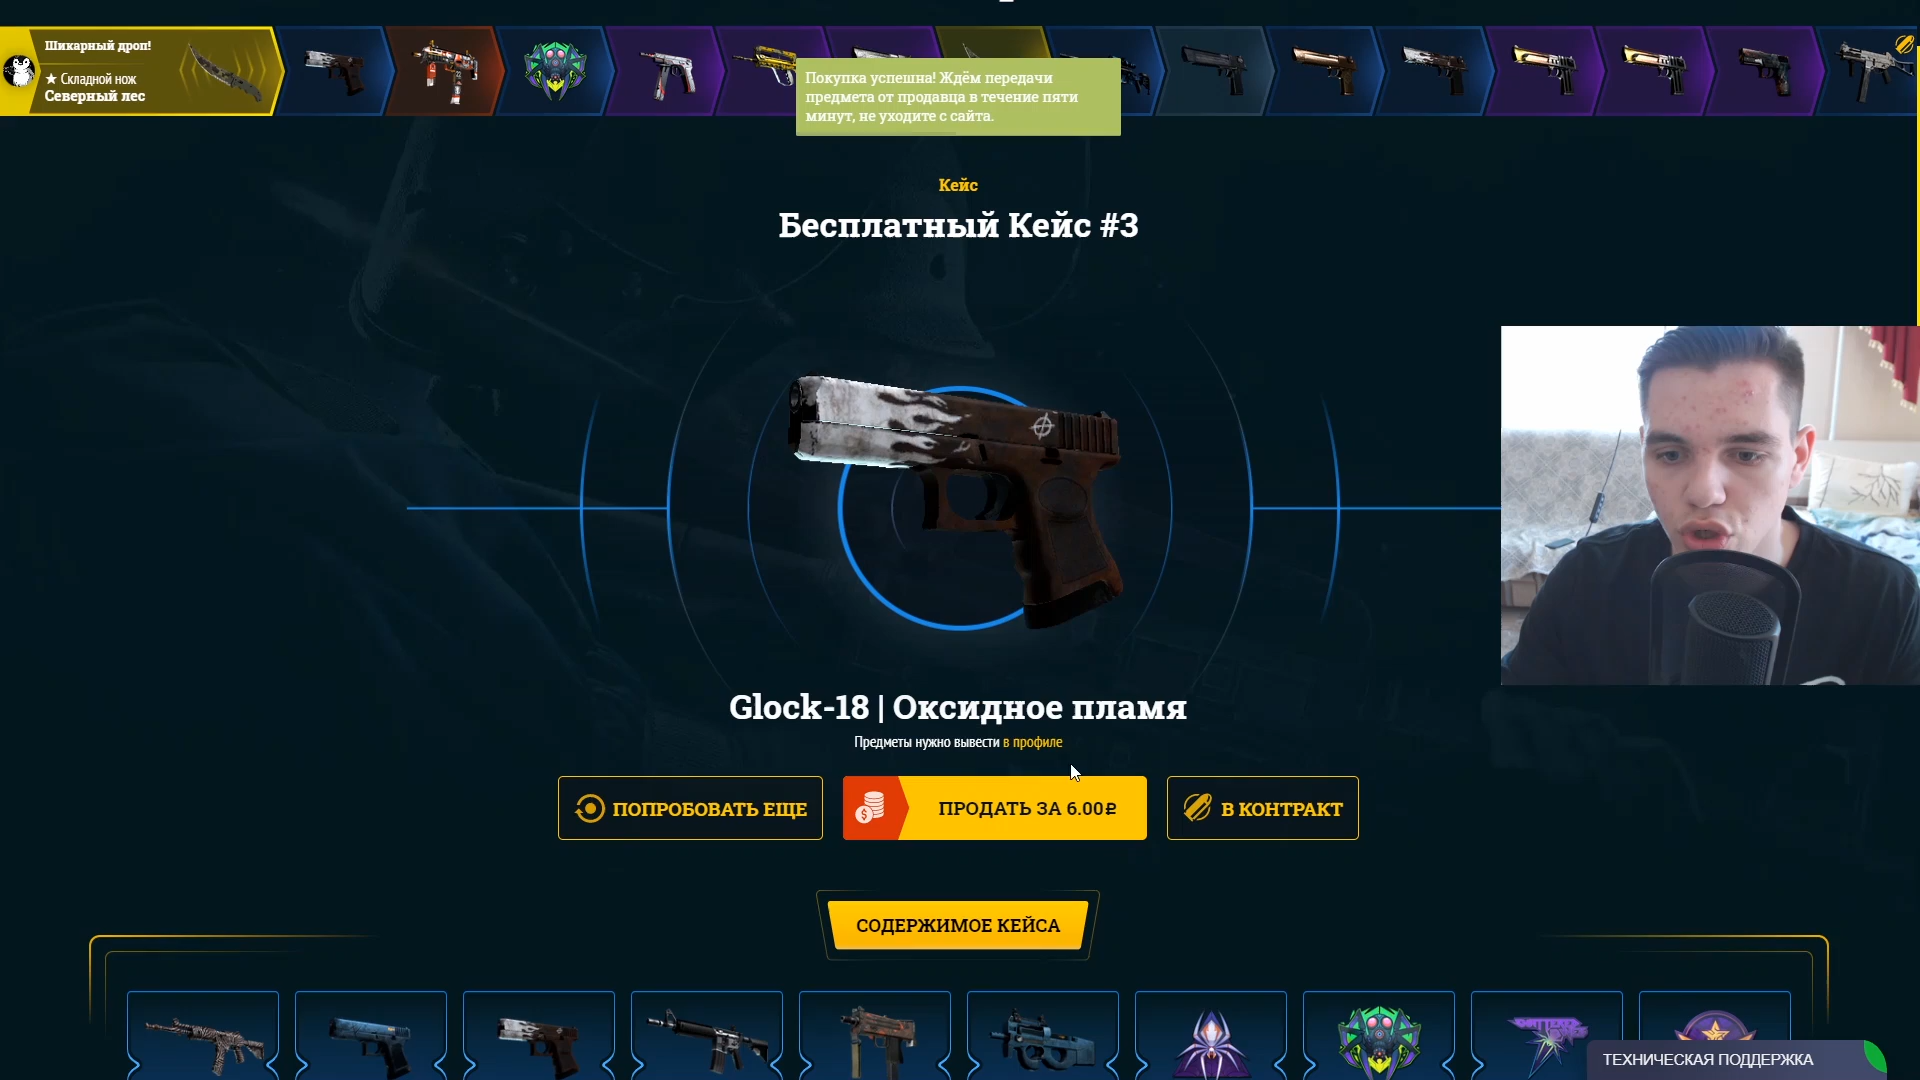 Шикарный дроп!
★ Складной нож
Северный лес
Покупка успешна! Ждём передачи
предмета от продавца в течение пяти
минут, не уходите с сайта.
Кейс
Бесплатный Кейс #3
Glock-18 | Оксидное пламя
Предметы нужно вывести в профиле
ПОПРОБОВАТЬ ЕЩЕ
ПРОДАТЬ ЗА 6.00₽
В КОНТРАКТ
СОДЕРЖИМОЕ КЕЙСА
ТЕХНИЧЕСКАЯ ПОДДЕРЖКА